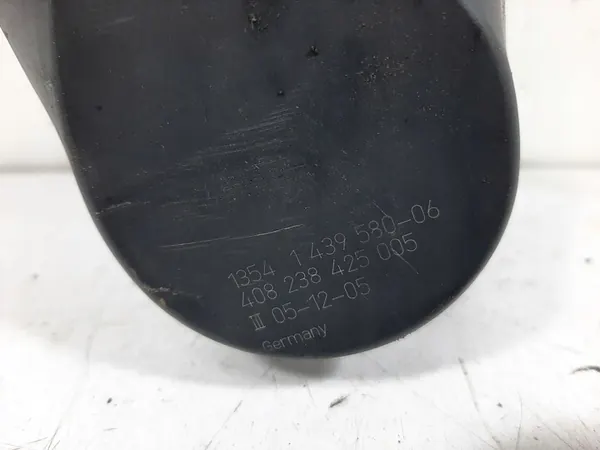 1354 1 439 580-06
408 238 425 005
III 05-12-05
Germany